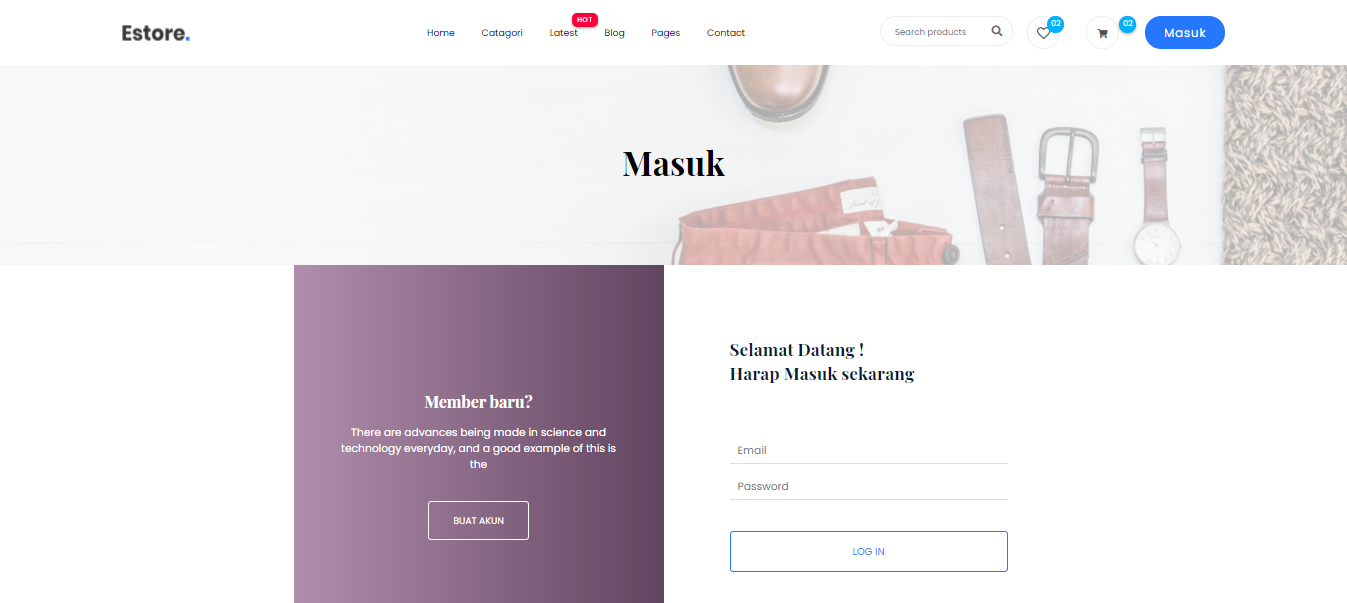 Estore.
Home
Catagori
Latest
HOT
Blog
Pages
Contact
Search products
02
02
Masuk
Masuk
Member baru?
There are advances being made in science and
technology everyday, and a good example of this is
the
BUAT AKUN
Selamat Datang !
Harap Masuk sekarang
Email
Password
LOG IN